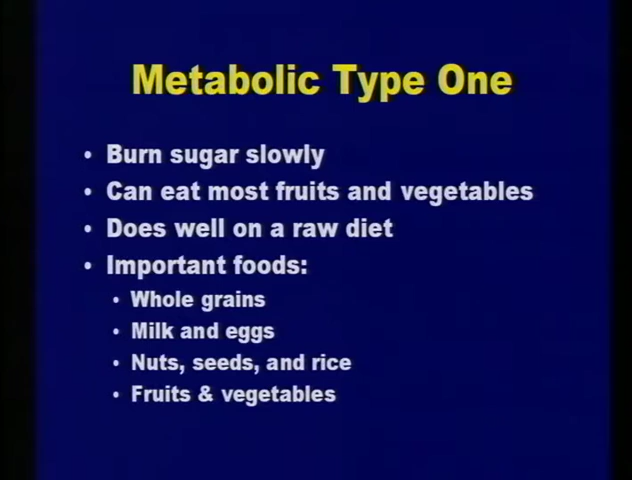 Metabolic Type One
• Burn sugar slowly
• Can eat most fruits and vegetables
• Does well on a raw diet
• Important foods:
• Whole grains
• Milk and eggs
• Nuts, seeds, and rice
• Fruits & vegetables